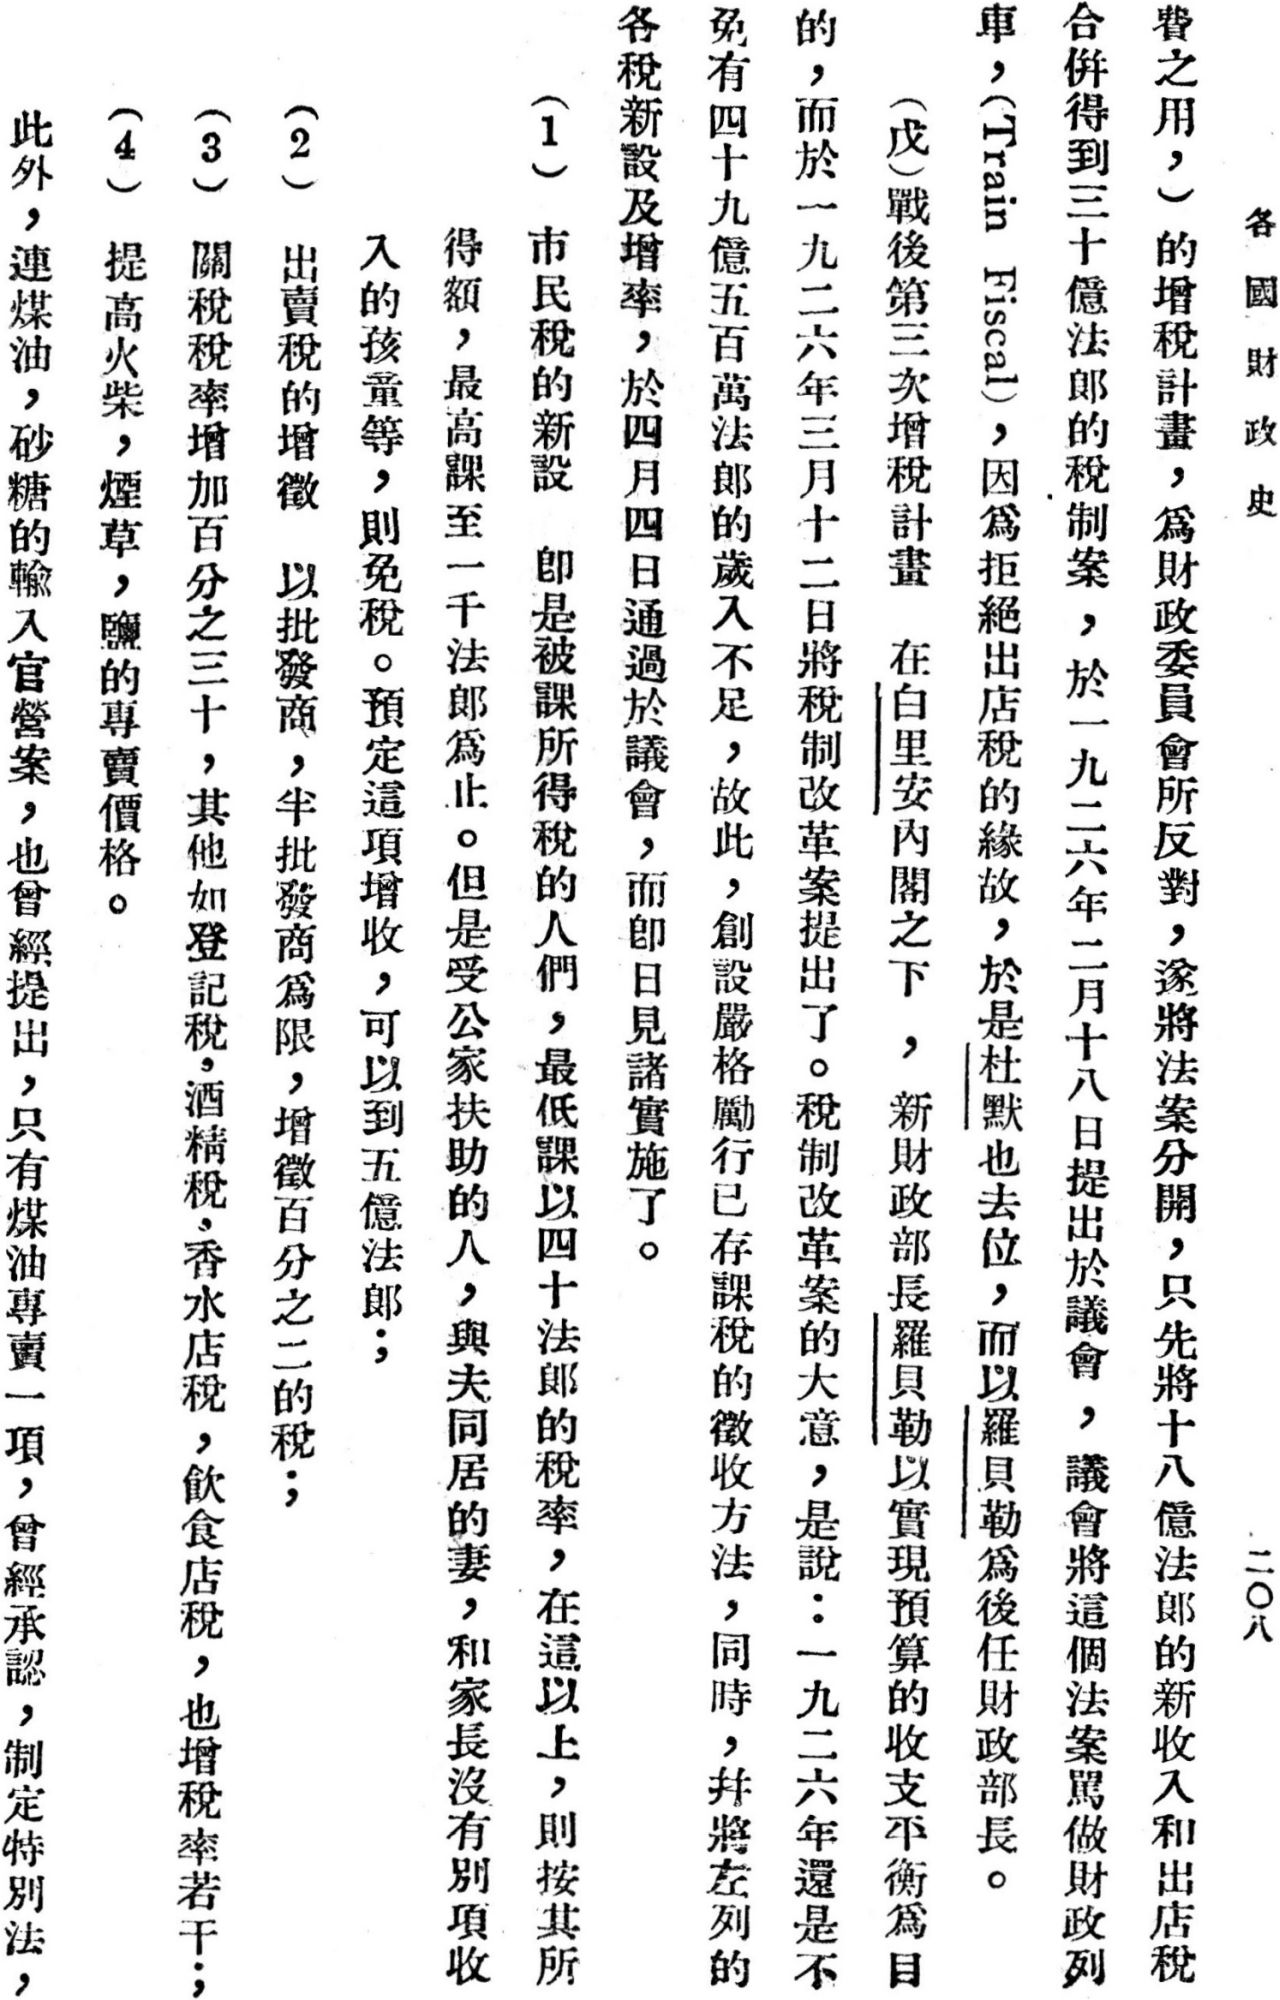 各國財政史
二〇八
費之用，）的增稅計畫，爲財政委員會所反對，遂將法案分開，只先將十八億法郎的新收入和出店稅
合併得到三十億法郎的稅制案，於一九二六年二月十八日提出於議會，議會將這個法案罵做財政列
車，（Train Fiscal），因爲拒絕出店稅的緣故，於是杜默也去位，而以羅貝勒爲後任財政部長。
（戊）戰後第三次增稅計畫　在白里安內閣之下，新財政部長羅貝勒以實現預算的收支平衡爲目
的，而於一九二六年三月十二日將稅制改革案提出了。稅制改革案的大意，是說：一九二六年還是不
免有四十九億五百萬法郎的歲入不足，故此，創設嚴格勵行已存課稅的徵收方法，同時，幷將左列的
各稅新設及增率，於四月四日通過於議會，而卽日見諸實施了。
（1）　市民稅的新設　卽是被課所得稅的人們，最低課以四十法郎的稅率，在這以上，則按其所
得額，最高課至一千法郎爲止。但是受公家扶助的人，與夫同居的妻，和家長沒有別項收
入的孩童等，則免稅。預定這項增收，可以到五億法郎；
（2）　出賣稅的增徵　以批發商，半批發商爲限，增徵百分之二的稅；
（3）　關稅稅率增加百分之三十，其他如登記稅，酒精稅，香水店稅，飲食店稅，也增稅率若干；
（4）　提高火柴，煙草，鹽的專賣價格。
此外，連煤油，砂糖的輸入官營案，也曾經提出，只有煤油專賣一項，曾經承認，制定特別法，